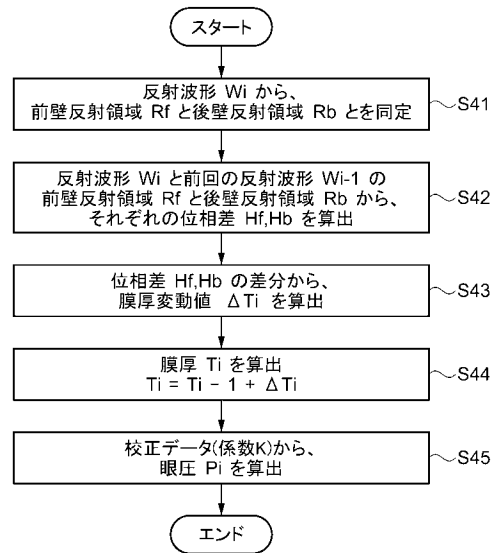 スタート
反射波形 Wi から、
前壁反射領域 Rf と後壁反射領域 Rb とを同定
S41
反射波形 Wi と前回の反射波形 Wi-1 の
前壁反射領域 Rf と後壁反射領域 Rb から、
それぞれの位相差 Hf,Hb を算出
S42
位相差 Hf,Hb の差分から、
膜厚変動値 ΔTi を算出
S43
膜厚 Ti を算出
Ti = Ti - 1 + ΔTi
S44
校正データ(係数K)から、
眼圧 Pi を算出
S45
エンド